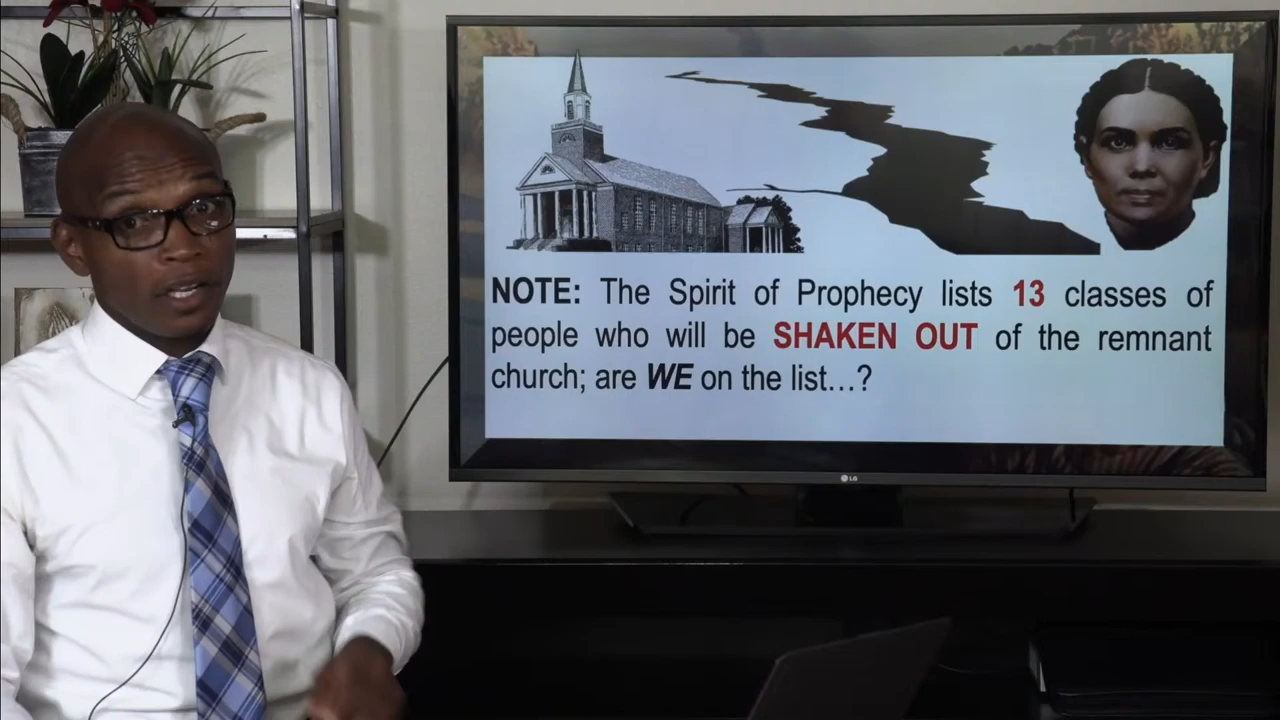 NOTE: The Spirit of Prophecy lists 13 classes of
people who will be SHAKEN OUT of the remnant
church; are WE on the list...?
LG